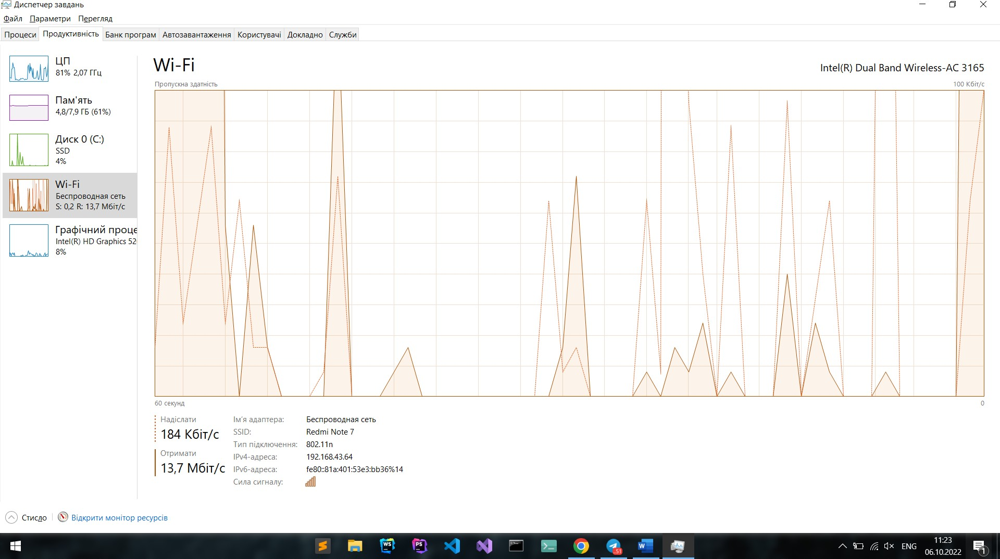 Диспетчер завдань
Файл Параметри Перегляд
Процеси Продуктивність Банк програм Автозавантаження Користувачі Докладно Служби
ЦП
81% 2,07 ГГц
Пам'ять
4,8/7,9 ГБ (61%)
Диск 0 (C:)
SSD
4%
Wi-Fi
Беспроводная сеть
S: 0,2 R: 13,7 Мбіт/с
Графічний проце
Intel(R) HD Graphics 52
8%
Wi-Fi
Intel(R) Dual Band Wireless-AC 3165
Пропускна здатність
100 Кбіт/с
60 секунд
0
Надіслати
184 Кбіт/с
Отримати
13,7 Мбіт/с
Ім'я адаптера: Беспроводная сеть
SSID: Redmi Note 7
Тип підключення: 802.11n
IPv4-адреса: 192.168.43.64
IPv6-адреса: fe80::81a:401:53e3:bb36%14
Сила сигналу:
Стисло
Відкрити монітор ресурсів
WS
PS
51
W
ENG
11:23
06.10.2022
1